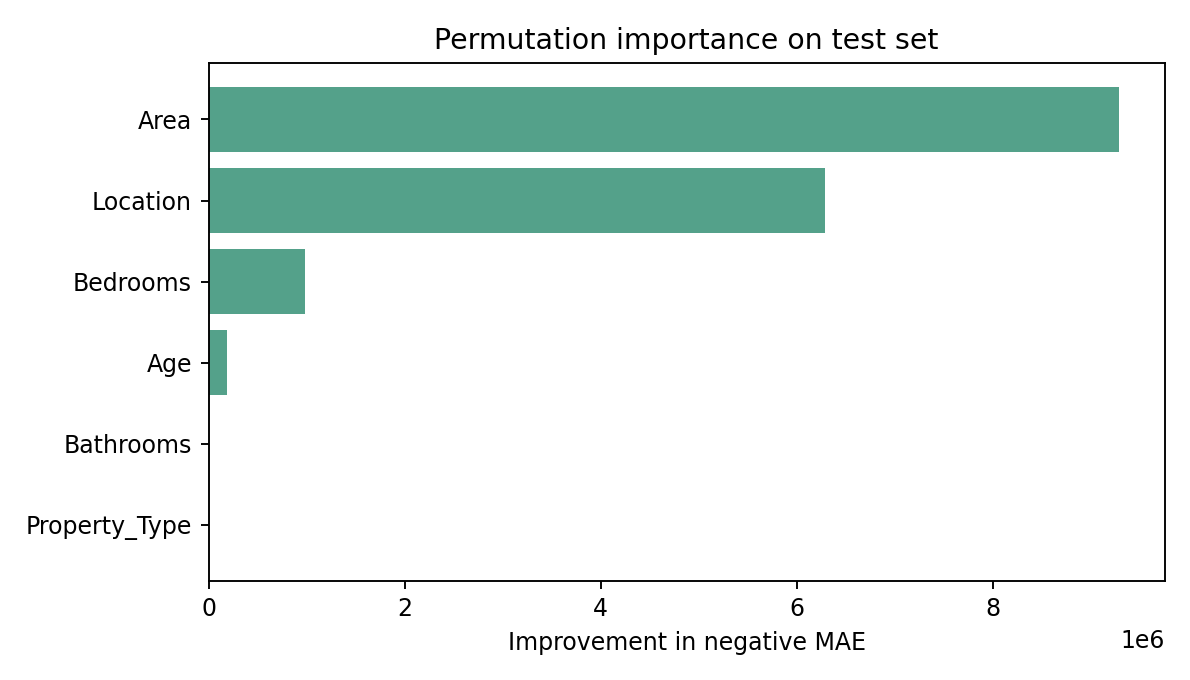 Permutation importance on test set
Area
Location
Bedrooms
Age
Bathrooms
Property_Type
0 2 4 6 8
1e6
Improvement in negative MAE